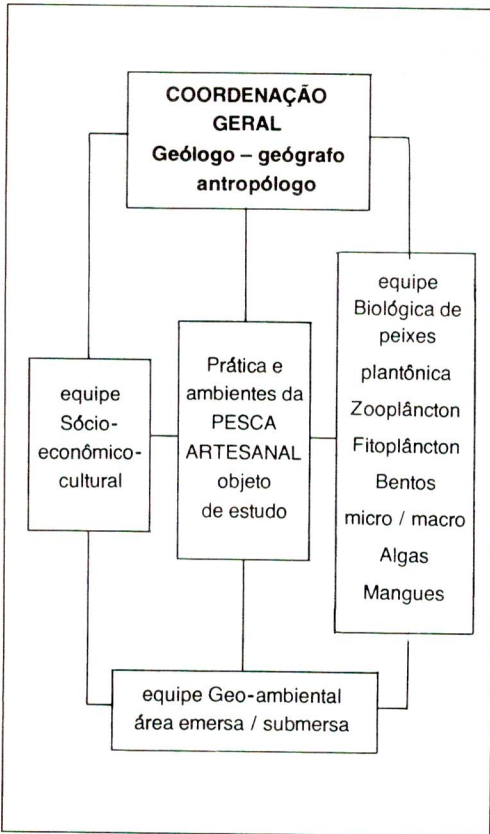 COORDENAÇÃO
GERAL
Geólogo – geógrafo
antropólogo
equipe
Sócio-
econômico-
cultural
Prática e
ambientes da
PESCA
ARTESANAL
objeto
de estudo
equipe
Biológica de
peixes
plantônica
Zooplâncton
Fitoplâncton
Bentos
micro / macro
Algas
Mangues
equipe Geo-ambiental
área emersa / submersa